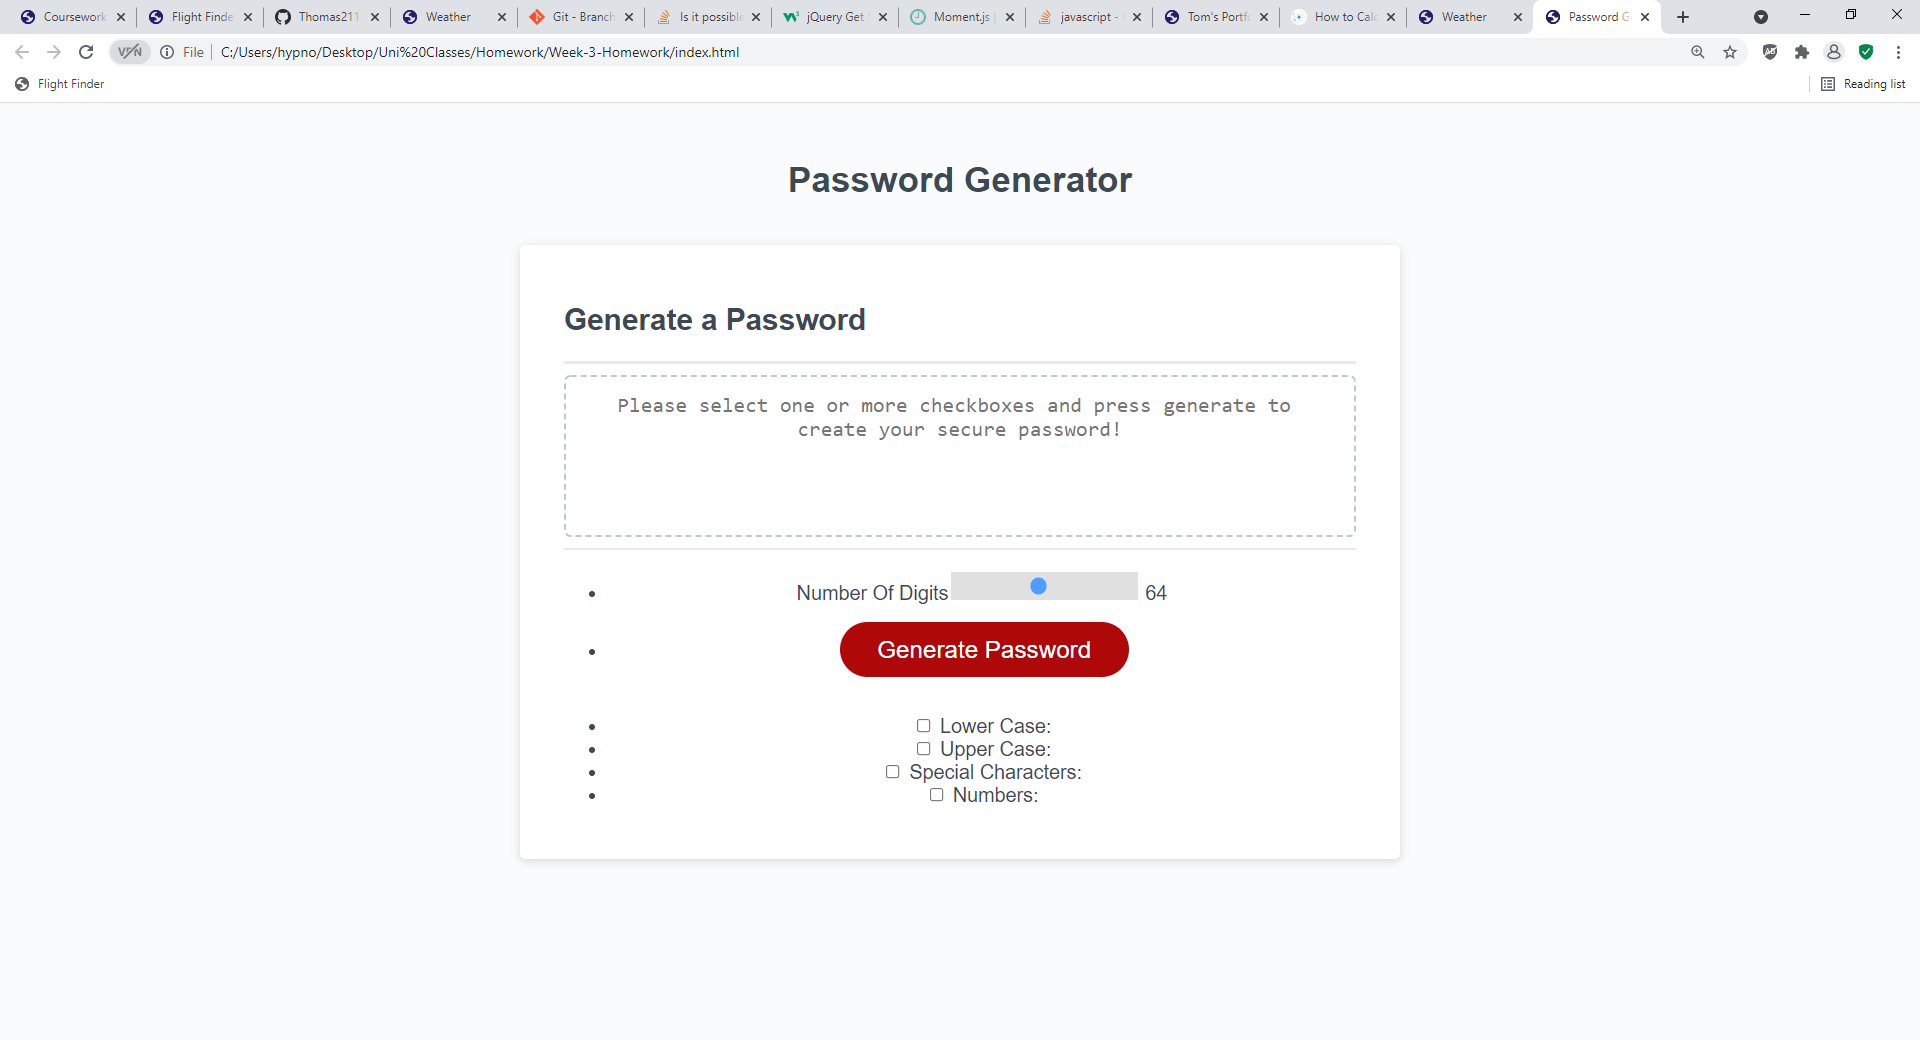 Coursework
Flight Finde
Thomas211
Weather
Git - Branch
Is it possible
jQuery Get
Moment.js
javascript -
Tom's Portfo
How to Calc
Weather
Password G
VPN
File
C:/Users/hypno/Desktop/Uni%20Classes/Homework/Week-3-Homework/index.html
Flight Finder
Reading list
Password Generator
Generate a Password
Please select one or more checkboxes and press generate to
create your secure password!
Number Of Digits 64
Generate Password
Lower Case:
Upper Case:
Special Characters:
Numbers: